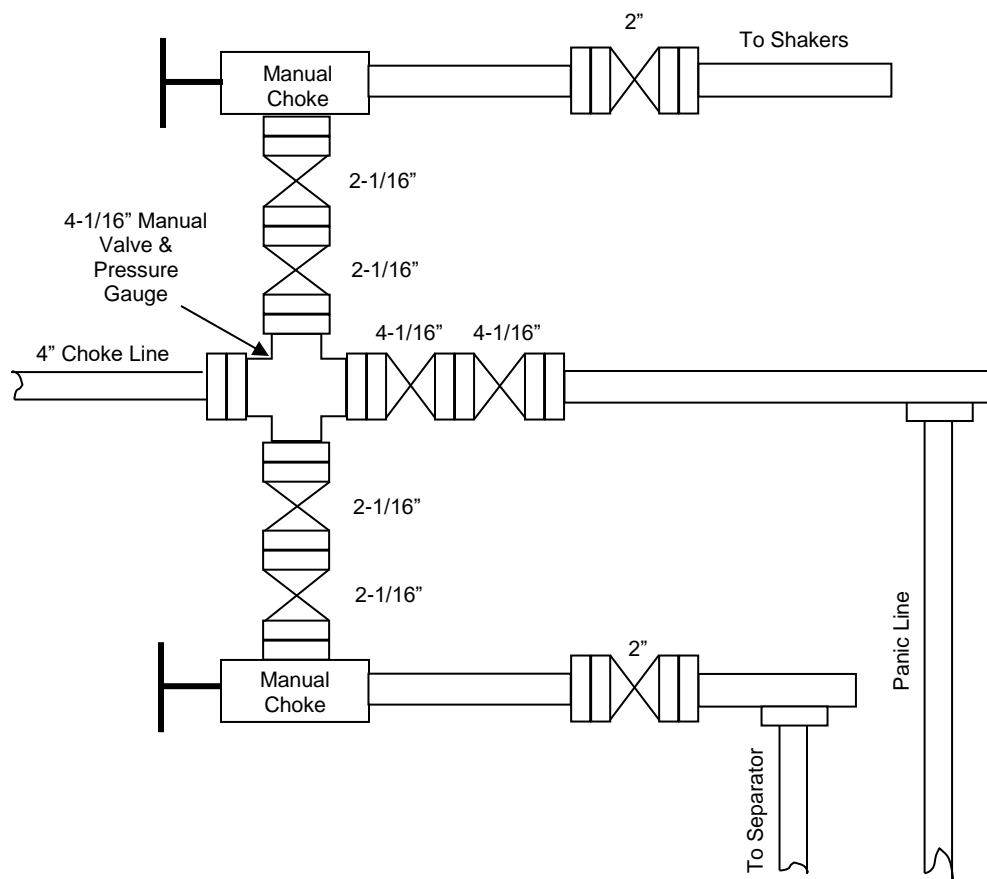 2”
To Shakers
Manual
Choke
2-1/16”
4-1/16” Manual
Valve &
Pressure
Gauge
2-1/16”
4-1/16”
4-1/16”
4” Choke Line
2-1/16”
2-1/16”
Manual
Choke
2”
Panic Line
To Separator